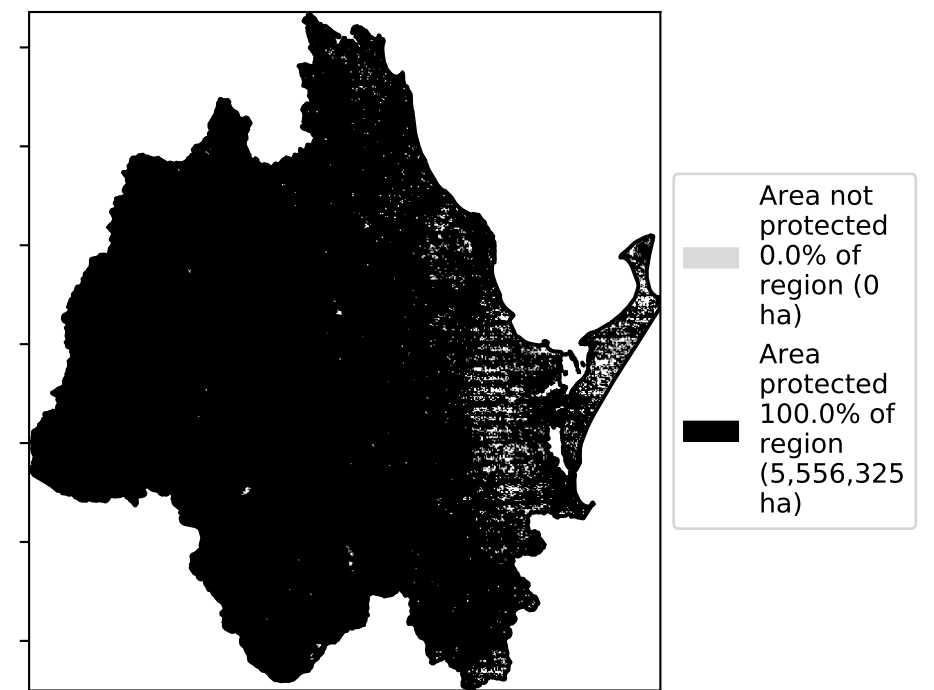 Area not
protected
0.0% of
region (0
ha)
Area
protected
100.0% of
region
(5,556,325
ha)